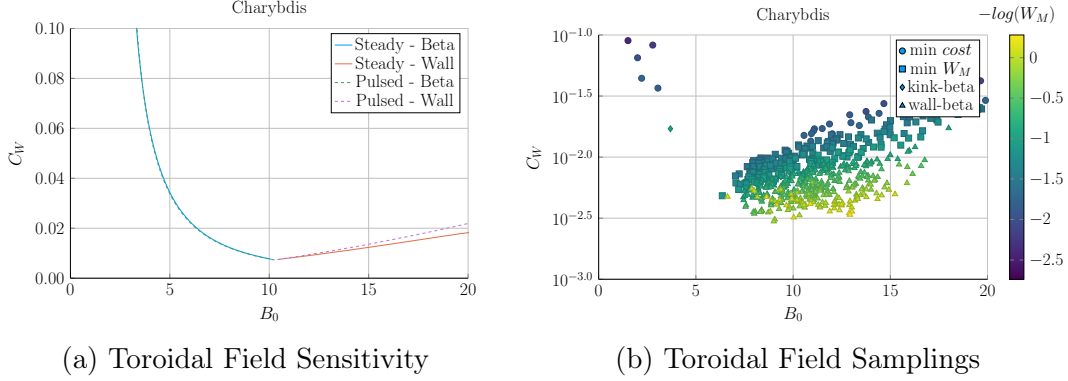 Charybdis
0.10
0.08
0.06
0.04
0.02
0.00
C_W
Steady - Beta
Steady - Wall
Pulsed - Beta
Pulsed - Wall
0 5 10 15 20
B_0
(a) Toroidal Field Sensitivity
Charybdis
-log(W_M)
10^{-1.0}
10^{-1.5}
10^{-2.0}
10^{-2.5}
10^{-3.0}
C_W
min cost
min W_M
kink-beta
wall-beta
0 5 10 15 20
B_0
0
−0.5
−1
−1.5
−2
−2.5
(b) Toroidal Field Samplings